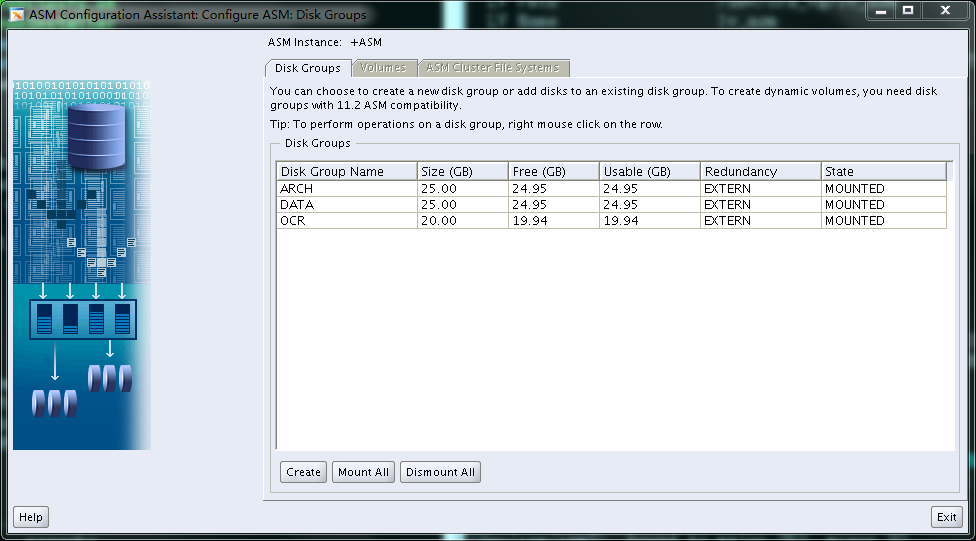 ASM Configuration Assistant: Configure ASM: Disk Groups
ASM Instance: +ASM
Disk Groups Volumes ASM Cluster File Systems
You can choose to create a new disk group or add disks to an existing disk group. To create dynamic volumes, you need disk
groups with 11.2 ASM compatibility.
Tip: To perform operations on a disk group, right mouse click on the row.
Disk Groups
Disk Group Name Size (GB) Free (GB) Usable (GB) Redundancy State
ARCH 25.00 24.95 24.95 EXTERN MOUNTED
DATA 25.00 24.95 24.95 EXTERN MOUNTED
OCR 20.00 19.94 19.94 EXTERN MOUNTED
Create Mount All Dismount All
Help Exit